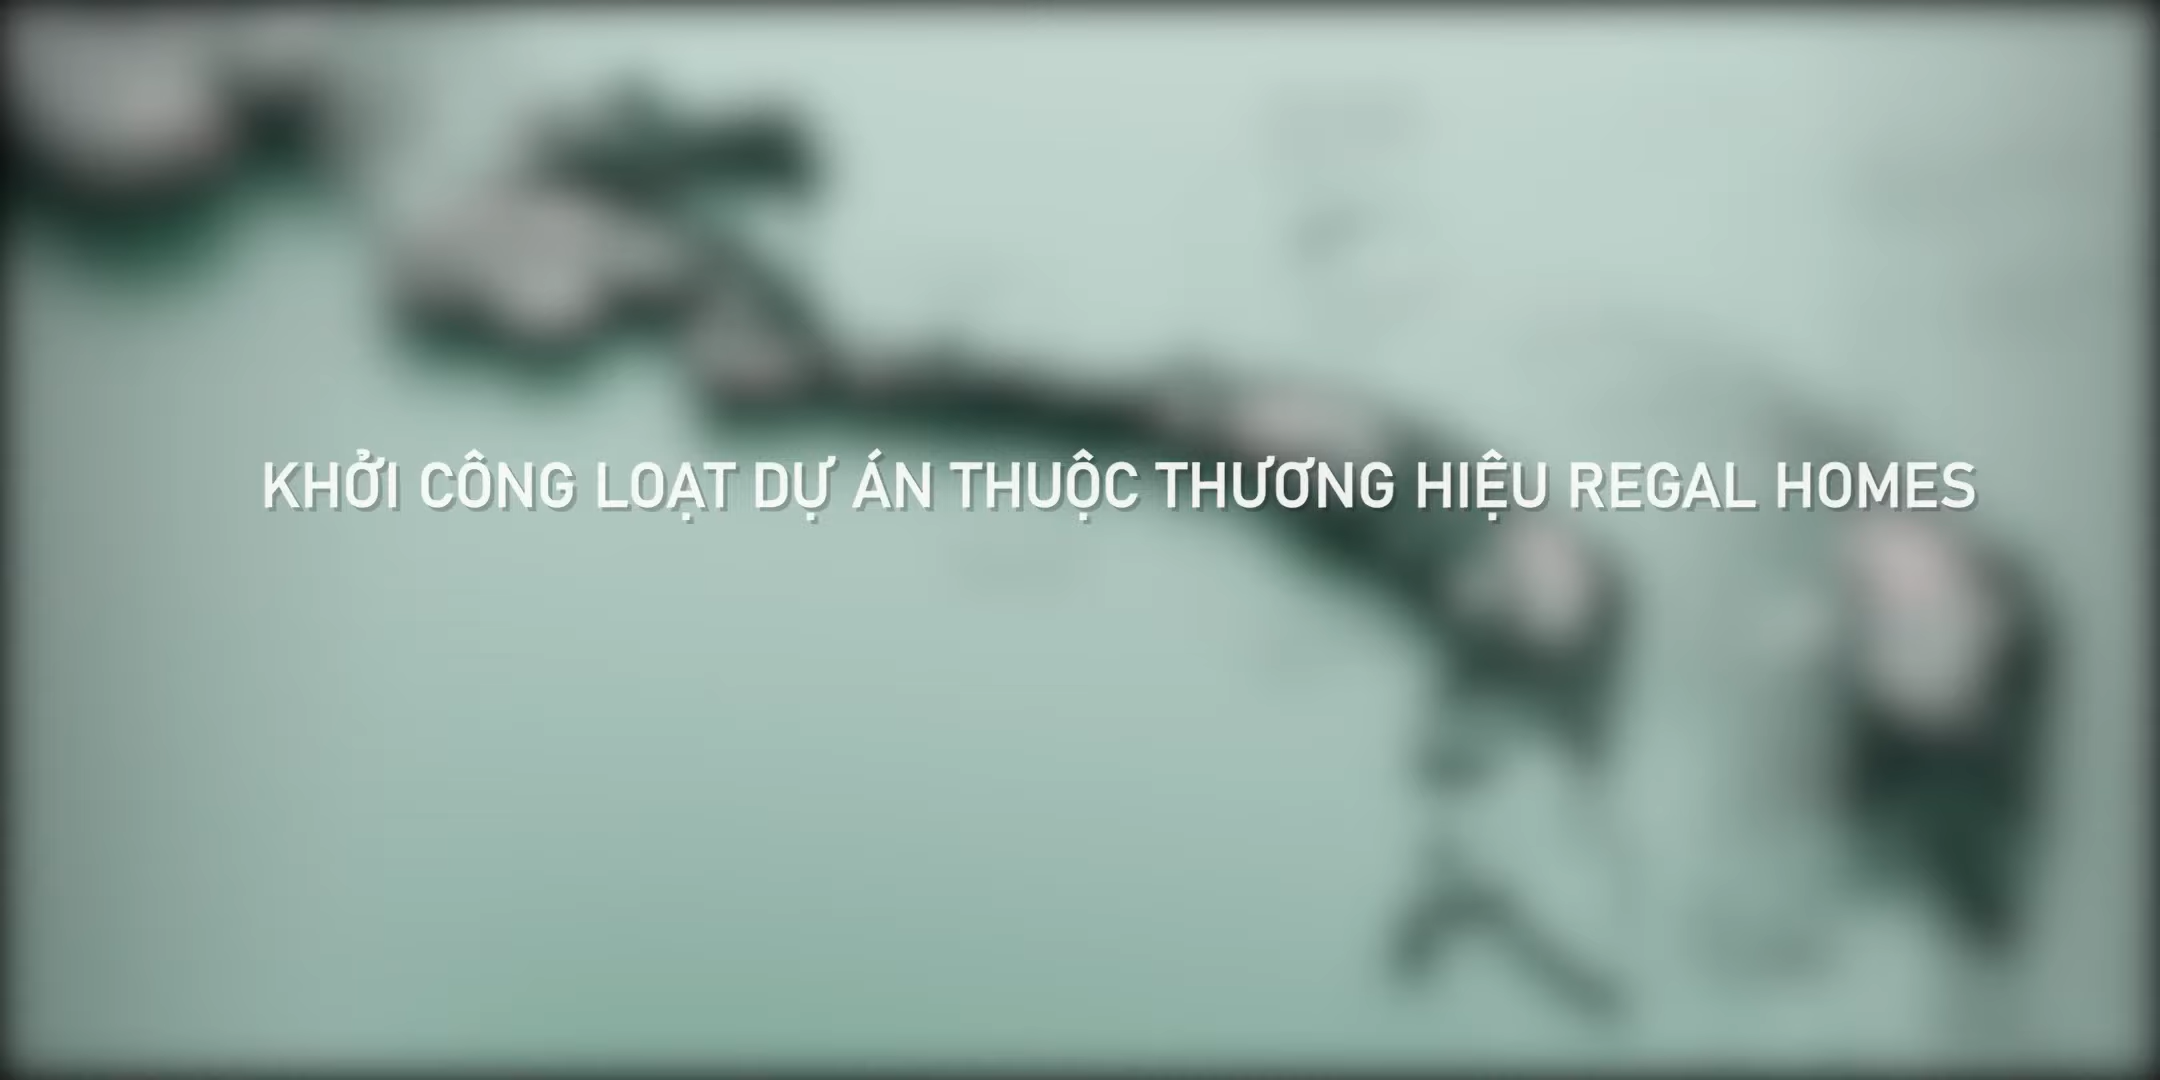 KHỞI CÔNG LOẠT DỰ ÁN THUỘC THƯƠNG HIỆU REGAL HOMES